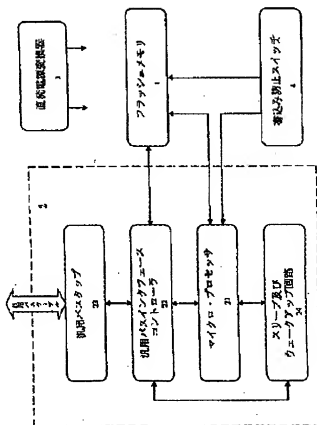 直流電源変換器
3
フラッシュメモリ
1
書込み防止スイッチ
4
2
汎用バスタップ
23
汎用バスインタフェース
コントローラ
22
マイクロ・プロセッサ
21
スリープ及び
ウェークアップ回路
24